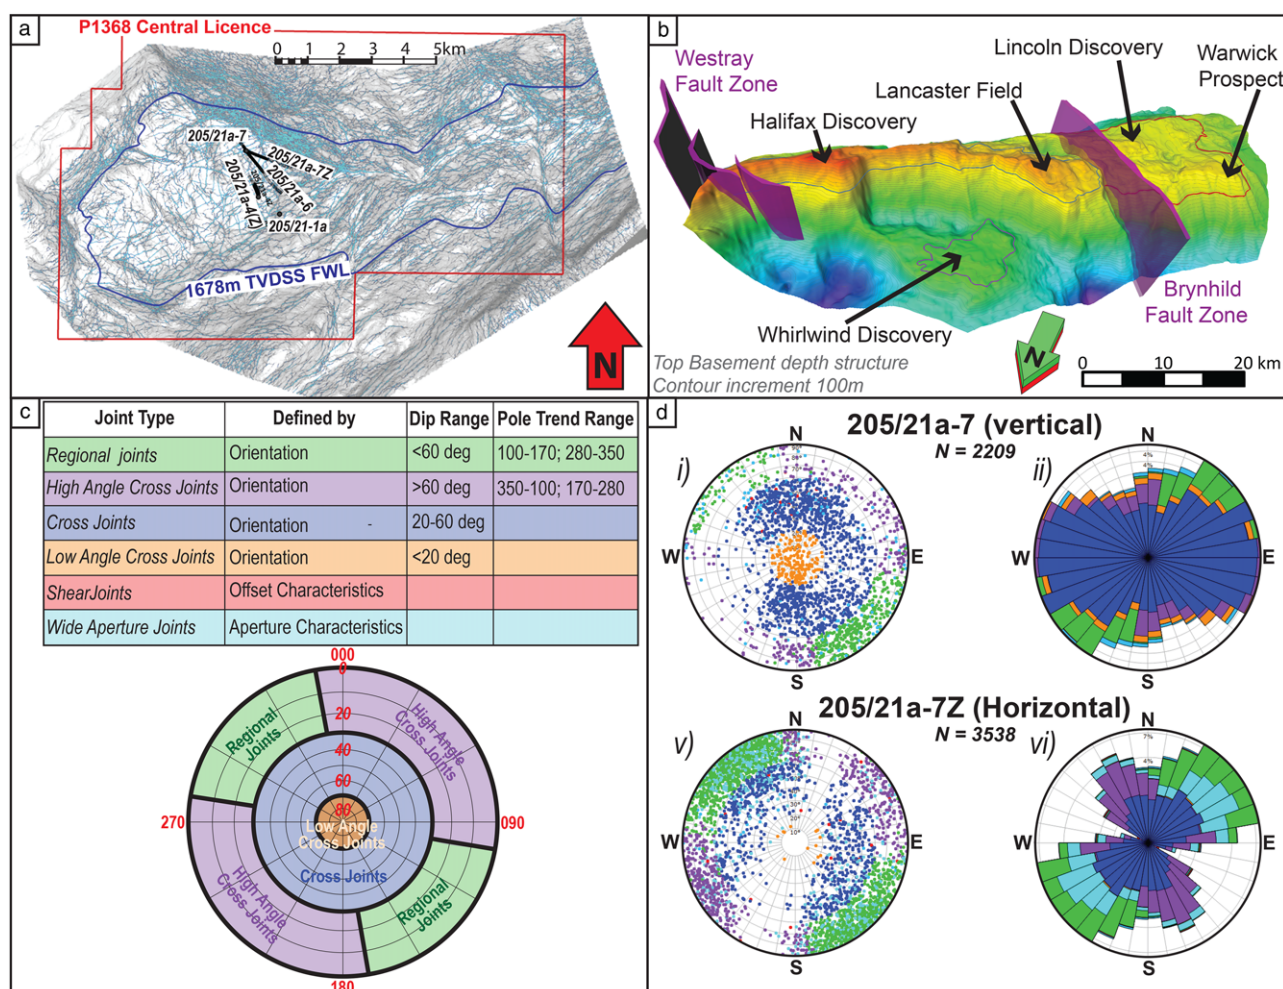 a
P1368 Central Licence
0 1 2 3 4 5km
205/21a-7
205/21a-7Z
205/21a-6
205/21a-4(Z)
205/21-1a
1678m TVDSS FWL
N
b
Westray
Fault Zone
Halifax Discovery
Lancaster Field
Lincoln Discovery
Warwick
Prospect
Whirlwind Discovery
Brynhild
Fault Zone
Top Basement depth structure
Contour increment 100m
N
0 10 20 km
c
Joint Type Defined by Dip Range Pole Trend Range
Regional joints Orientation <60 deg 100-170; 280-350
High Angle Cross Joints Orientation >60 deg 350-100; 170-280
Cross Joints Orientation - 20-60 deg
Low Angle Cross Joints Orientation <20 deg
ShearJoints Offset Characteristics
Wide Aperture Joints Aperture Characteristics
000
0
20
40
60
80
270
090
180
Regional
Joints
High Angle
Cross Joints
Low Angle
Cross Joints
Cross Joints
High Angle
Cross Joints
Regional
Joints
d
205/21a-7 (vertical)
N = 2209
i)
N
W
E
S
ii)
N
4%
4%
W
E
S
205/21a-7Z (Horizontal)
N = 3538
v)
N
W
E
S
30°
20°
10°
vi)
N
7%
4%
W
E
S